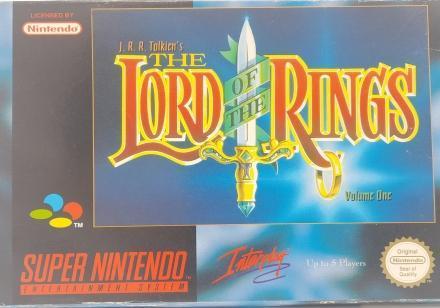 LICENSED BY
Nintendo
J. R. R. Tolkien's
THE
LORD OF THE RINGS
Volume One
TM
SUPER NINTENDO
ENTERTAINMENT SYSTEM
Interplay
Up to 5 Players
Original
Nintendo
Seal of Quality